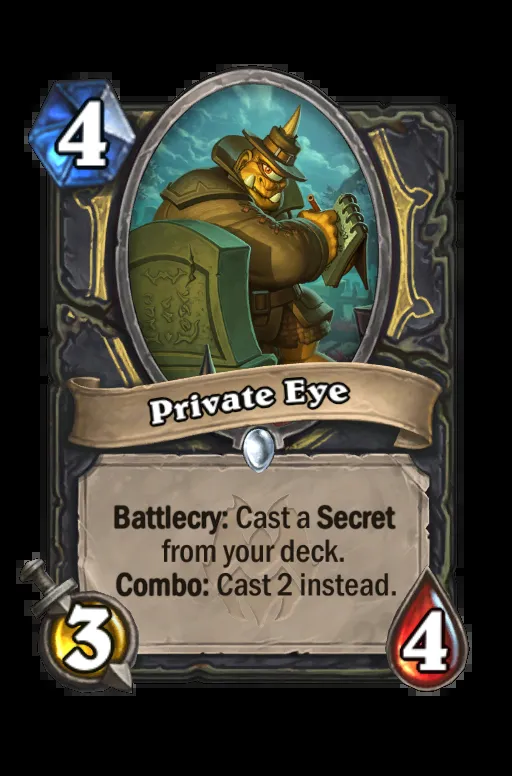 4
Private Eye
Battlecry: Cast a Secret
from your deck.
Combo: Cast 2 instead.
3
4